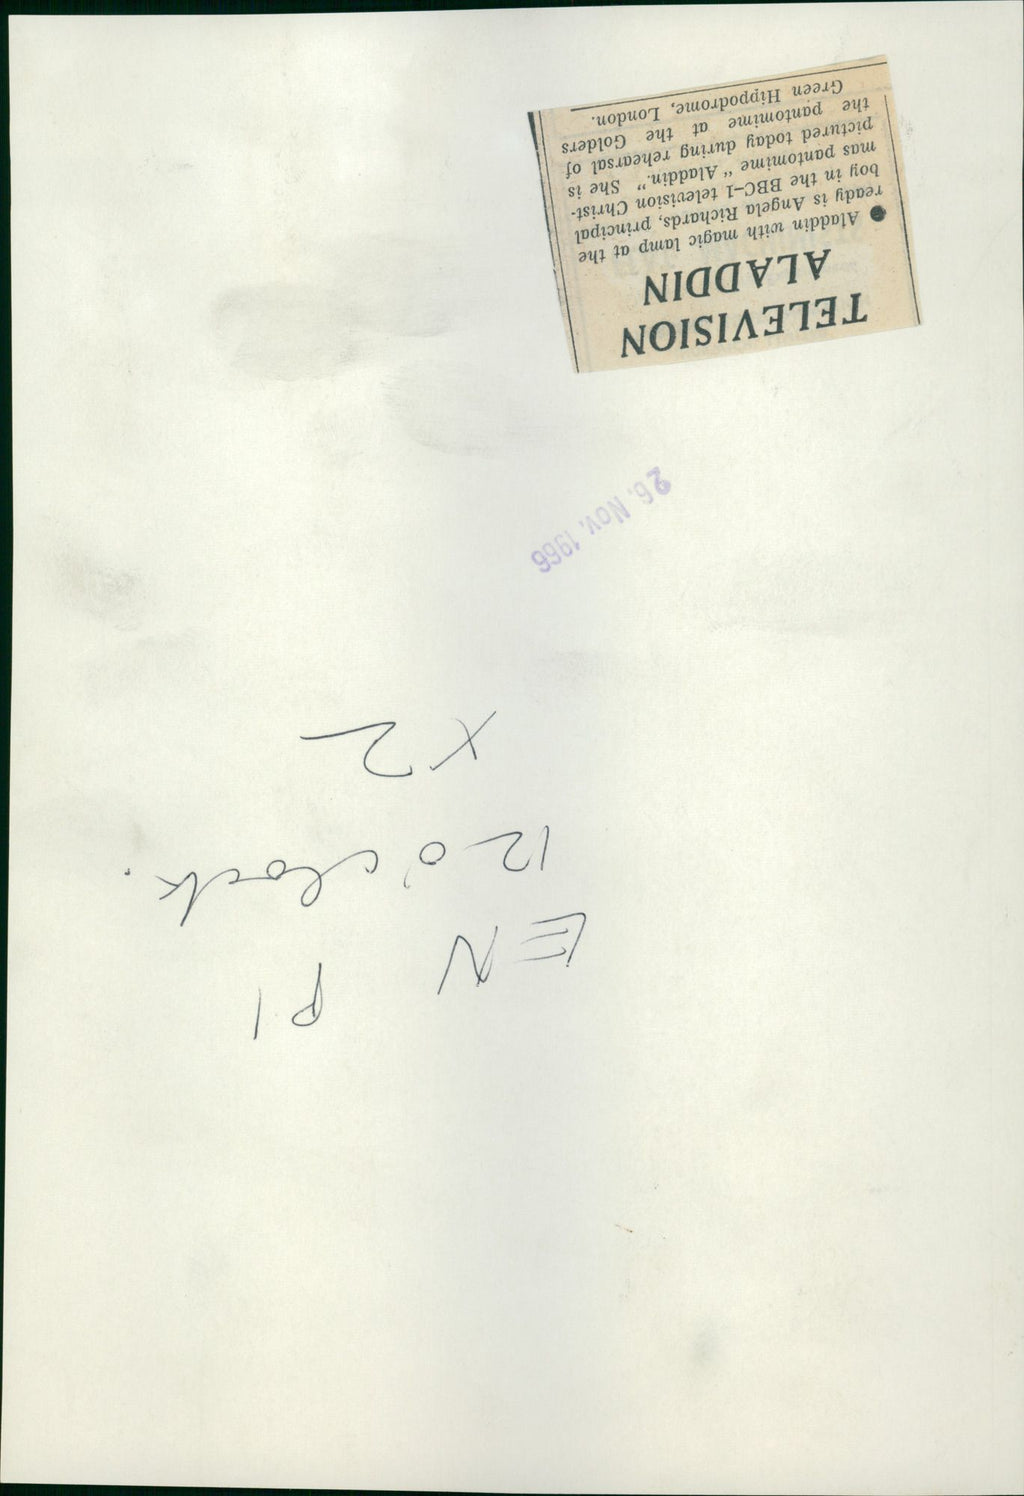 EN P1
12 o'clock.
X2
26. Nov. 1966
TELEVISION
ALADDIN
● Aladdin with magic lamp at the
ready is Angela Richards, principal
boy in the BBC-1 television Christ-
mas pantomime “Aladdin.” She is
pictured today during rehearsal of
the pantomime at the Golders
Green Hippodrome, London.